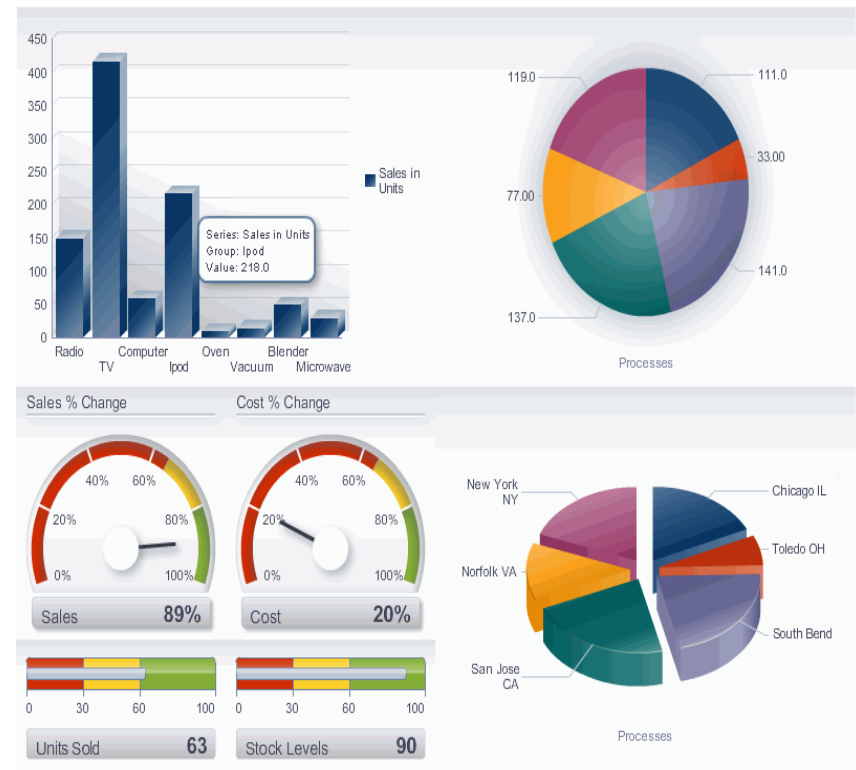 450
400
350
300
250
200
150
100
50
0
Radio
TV
Computer
Ipod
Oven
Vacuum
Blender
Microwave
Series: Sales in Units
Group: Ipod
Value: 218.0
Sales in
Units
119.0
111.0
33.00
77.00
141.0
137.0
Processes
Sales % Change
0%
20%
40%
60%
80%
100%
Sales 89%
Cost % Change
0%
20%
40%
60%
80%
100%
Cost 20%
0 30 60 100
Units Sold 63
0 30 60 100
Stock Levels 90
New York
NY
Chicago IL
Toledo OH
Norfolk VA
South Bend
San Jose
CA
Processes